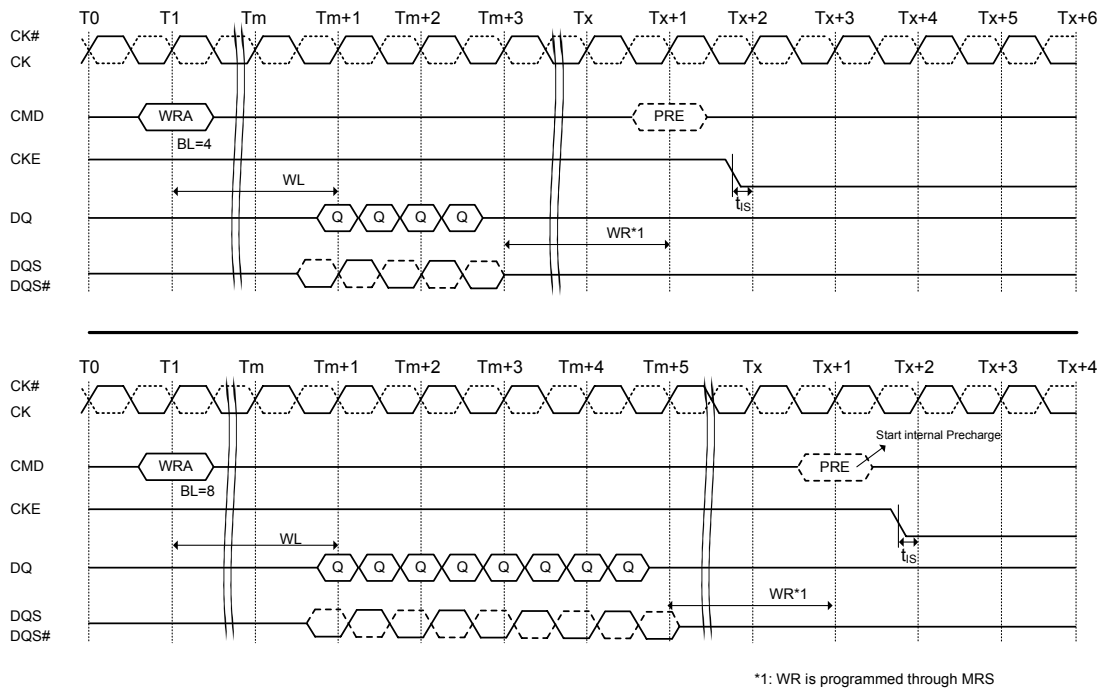 T0 T1 Tm Tm+1 Tm+2 Tm+3 Tx Tx+1 Tx+2 Tx+3 Tx+4 Tx+5 Tx+6
CK#
CK
CMD WRA PRE
BL=4
CKE
WL
tIS
DQ Q Q Q Q
WR*1
DQS
DQS#
T0 T1 Tm Tm+1 Tm+2 Tm+3 Tm+4 Tm+5 Tx Tx+1 Tx+2 Tx+3 Tx+4
CK#
CK
Start internal Precharge
CMD WRA PRE
BL=8
CKE
WL
tIS
DQ Q Q Q Q Q Q Q Q
WR*1
DQS
DQS#
*1: WR is programmed through MRS